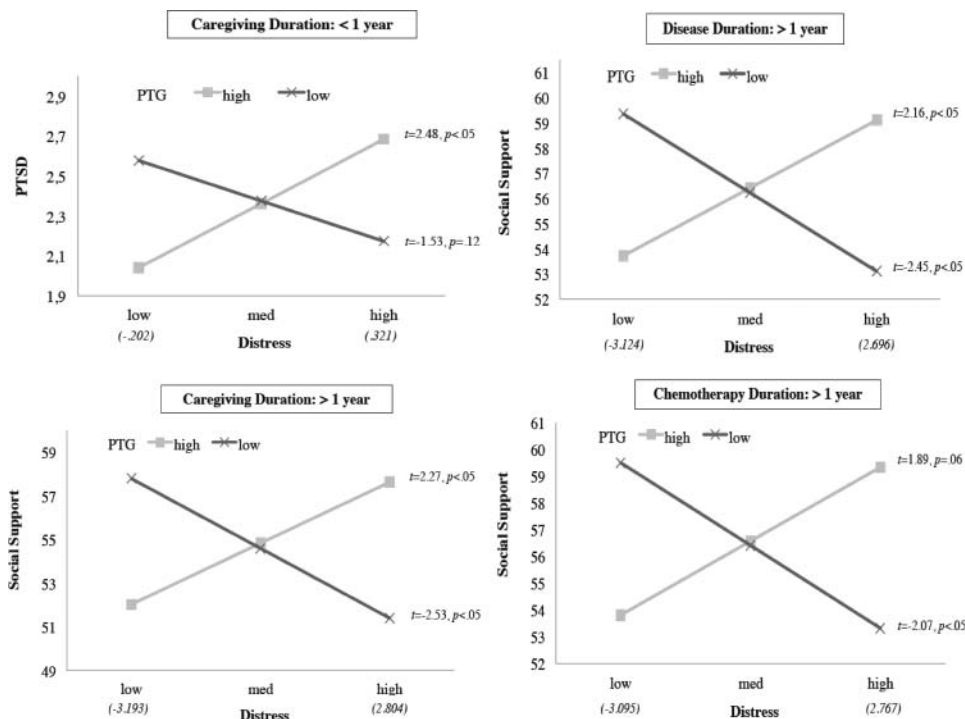 Caregiving Duration: < 1 year
PTG high low
2,9
2,7
2,5
2,3
2,1
1,9
PTSD
t=2.48, p<.05
t=-1.53, p=.12
low med high
(-.202) (.321)
Distress
Disease Duration: > 1 year
PTG high low
61
60
59
58
57
56
55
54
53
52
Social Support
t=2.16, p<.05
t=-2.45, p<.05
low med high
(-3.124) (2.696)
Distress
Caregiving Duration: > 1 year
PTG high low
59
57
55
53
51
49
Social Support
t=2.27, p<.05
t=-2.53, p<.05
low med high
(-3.193) (2.804)
Distress
Chemotherapy Duration: > 1 year
PTG high low
61
60
59
58
57
56
55
54
53
52
Social Support
t=1.89, p=.06
t=-2.07, p<.05
low med high
(-3.095) (2.767)
Distress